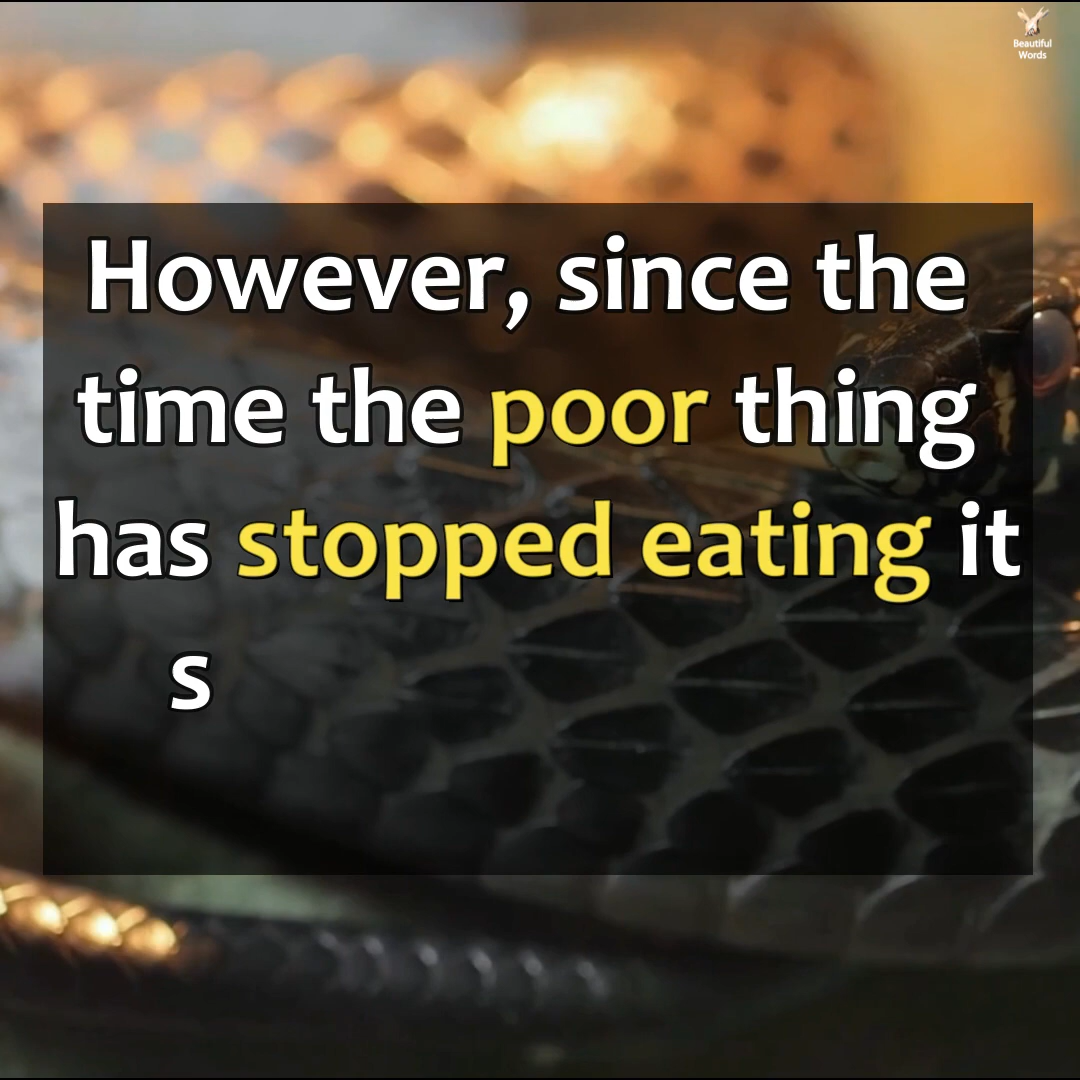 Beautiful
Words
However, since the
time the poor thing
has stopped eating it
s